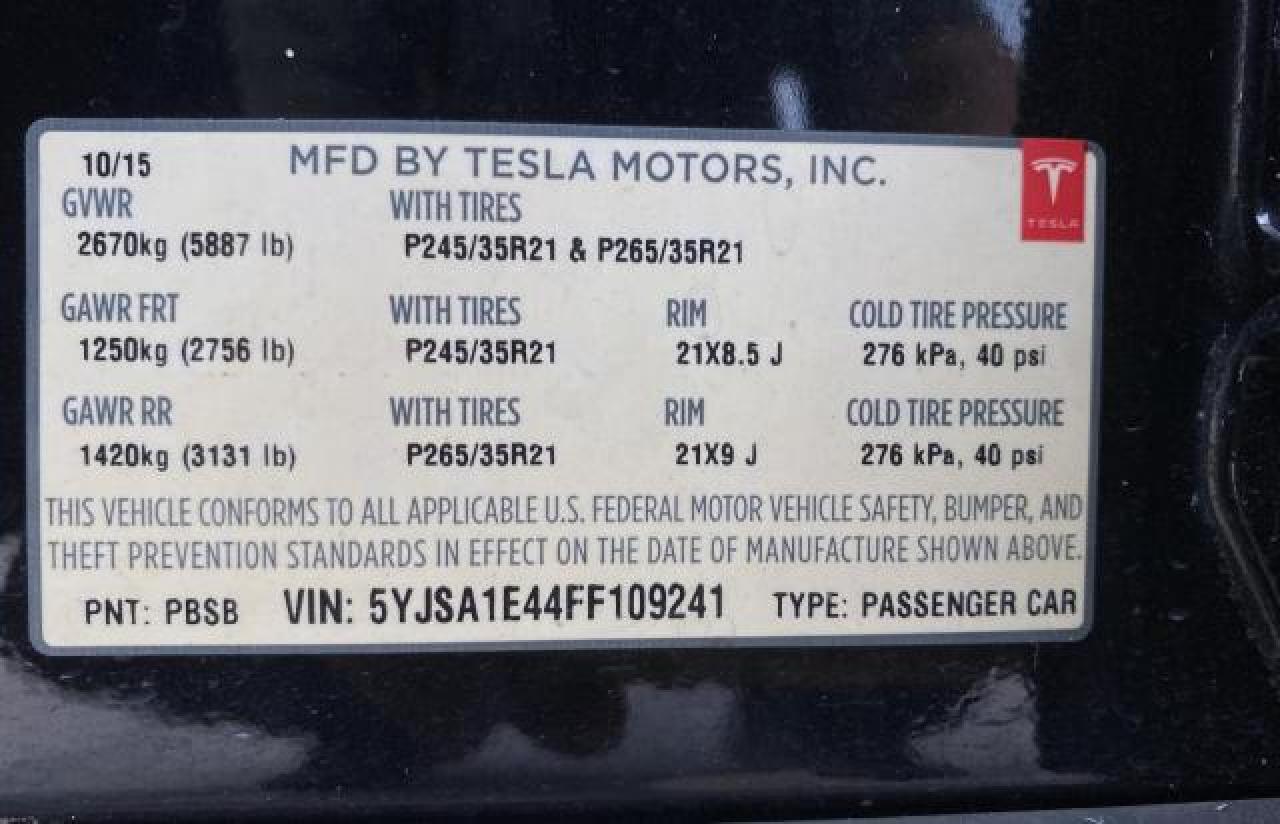 10/15 MFD BY TESLA MOTORS, INC.
TESLA
GVWR WITH TIRES
2670kg (5887 lb) P245/35R21 & P265/35R21
GAWR FRT WITH TIRES RIM COLD TIRE PRESSURE
1250kg (2756 lb) P245/35R21 21X8.5 J 276 kPa, 40 psi
GAWR RR WITH TIRES RIM COLD TIRE PRESSURE
1420kg (3131 lb) P265/35R21 21X9 J 276 kPa, 40 psi
THIS VEHICLE CONFORMS TO ALL APPLICABLE U.S. FEDERAL MOTOR VEHICLE SAFETY, BUMPER, AND
THEFT PREVENTION STANDARDS IN EFFECT ON THE DATE OF MANUFACTURE SHOWN ABOVE.
PNT: PBSB VIN: 5YJSA1E44FF109241 TYPE: PASSENGER CAR